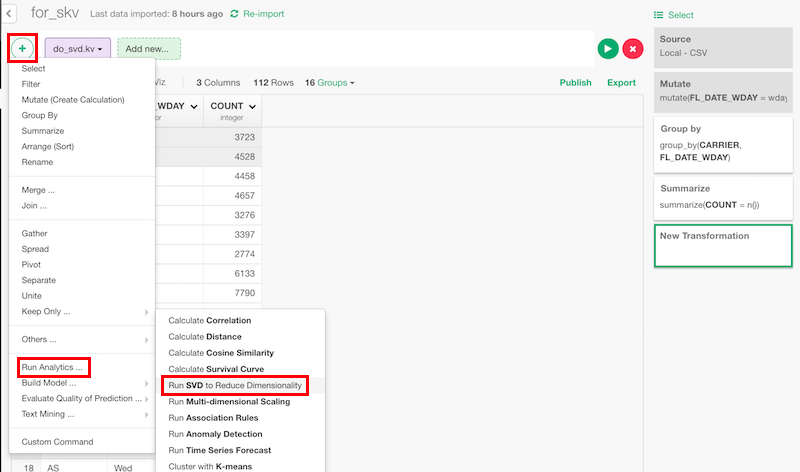 for_skv
Last data imported: 8 hours ago
Re-import
Select
+
do_svd.kv
Add new...
Viz
3 Columns
112 Rows
16 Groups
Publish
Export
Select
Filter
Mutate (Create Calculation)
Group By
Summarize
Arrange (Sort)
Rename
Merge ...
Join ...
Gather
Spread
Pivot
Separate
Unite
Keep Only ...
Others ...
Run Analytics ...
Build Model ...
Evaluate Quality of Prediction ...
Text Mining ...
Custom Command
_WDAY
COUNT
integer
3723
4528
4458
4657
3276
3397
2774
6133
7790
Calculate Correlation
Calculate Distance
Calculate Cosine Similarity
Calculate Survival Curve
Run SVD to Reduce Dimensionality
Run Multi-dimensional Scaling
Run Association Rules
Run Anomaly Detection
Run Time Series Forecast
Cluster with K-means
18 AS Wed
Source
Local - CSV
Mutate
mutate(FL_DATE_WDAY = wday
Group by
group_by(CARRIER,
FL_DATE_WDAY)
Summarize
summarize(COUNT = n())
New Transformation